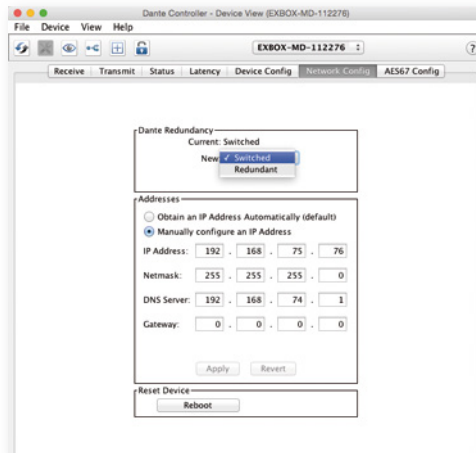 Dante Controller - Device View (EXBOX-MD-112276)
File Device View Help
EXBOX-MD-112276
?
Receive Transmit Status Latency Device Config Network Config AES67 Config
Dante Redundancy
Current: Switched
New: ✓ Switched
Redundant
Addresses
Obtain an IP Address Automatically (default)
Manually configure an IP Address
IP Address: 192 . 168 . 75 . 76
Netmask: 255 . 255 . 255 . 0
DNS Server: 192 . 168 . 74 . 1
Gateway: 0 . 0 . 0 . 0
Apply Revert
Reset Device
Reboot